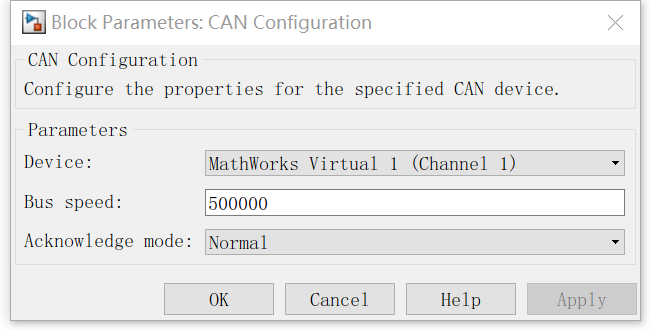 Block Parameters: CAN Configuration
CAN Configuration
Configure the properties for the specified CAN device.
Parameters
Device: MathWorks Virtual 1 (Channel 1)
Bus speed: 500000
Acknowledge mode: Normal
OK Cancel Help Apply